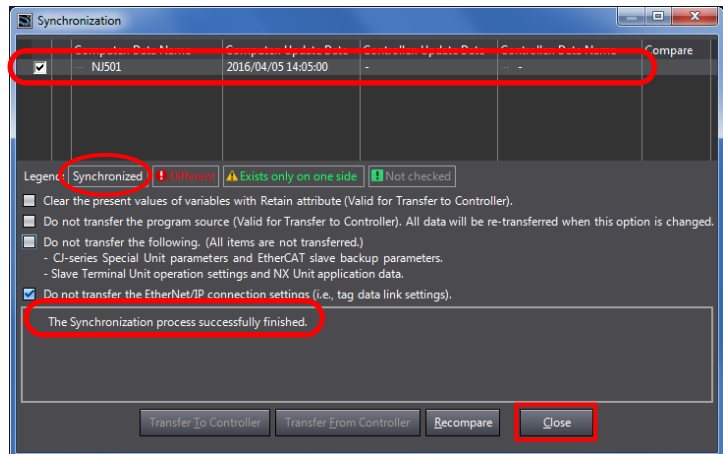 Synchronization
Computer Data Name Computer Update Date Controller Update Date Controller Data Name Compare
NJ501 2016/04/05 14:05:00 - -
Legend: Synchronized Different Exists only on one side Not checked
Clear the present values of variables with Retain attribute (Valid for Transfer to Controller).
Do not transfer the program source (Valid for Transfer to Controller). All data will be re-transferred when this option is changed.
Do not transfer the following. (All items are not transferred.)
- CJ-series Special Unit parameters and EtherCAT slave backup parameters.
- Slave Terminal Unit operation settings and NX Unit application data.
Do not transfer the EtherNet/IP connection settings (i.e., tag data link settings).
The Synchronization process successfully finished.
Transfer To Controller Transfer From Controller Recompare Close